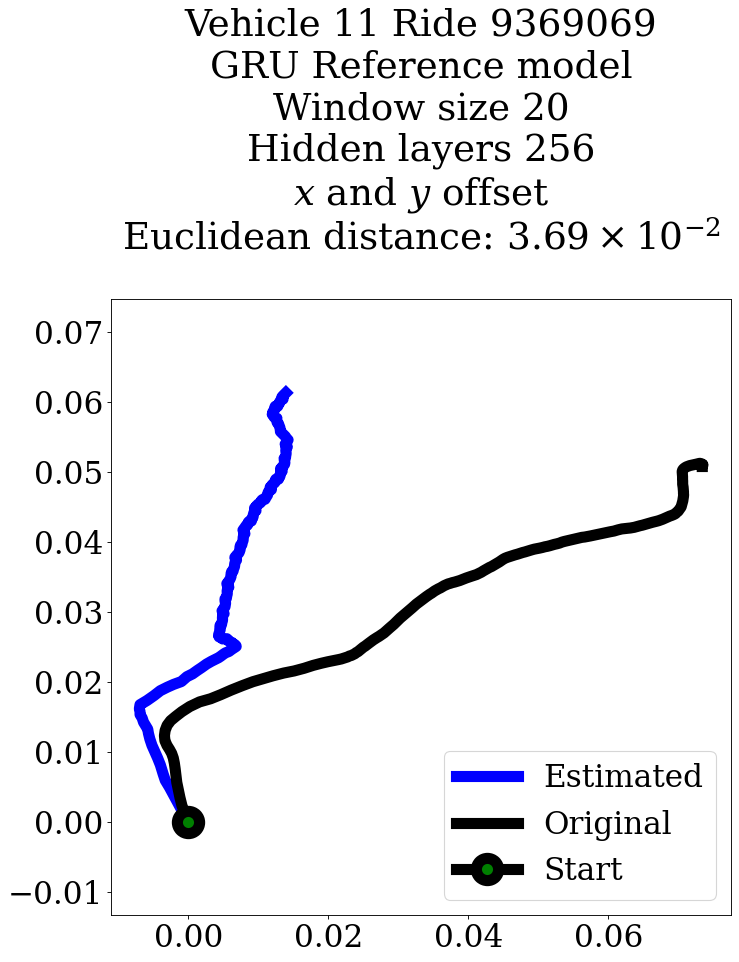 Vehicle 11 Ride 9369069
GRU Reference model
Window size 20
Hidden layers 256
x and y offset
Euclidean distance: 3.69 × 10⁻²
0.07
0.06
0.05
0.04
0.03
0.02
0.01
0.00
−0.01
Estimated
Original
Start
0.00 0.02 0.04 0.06